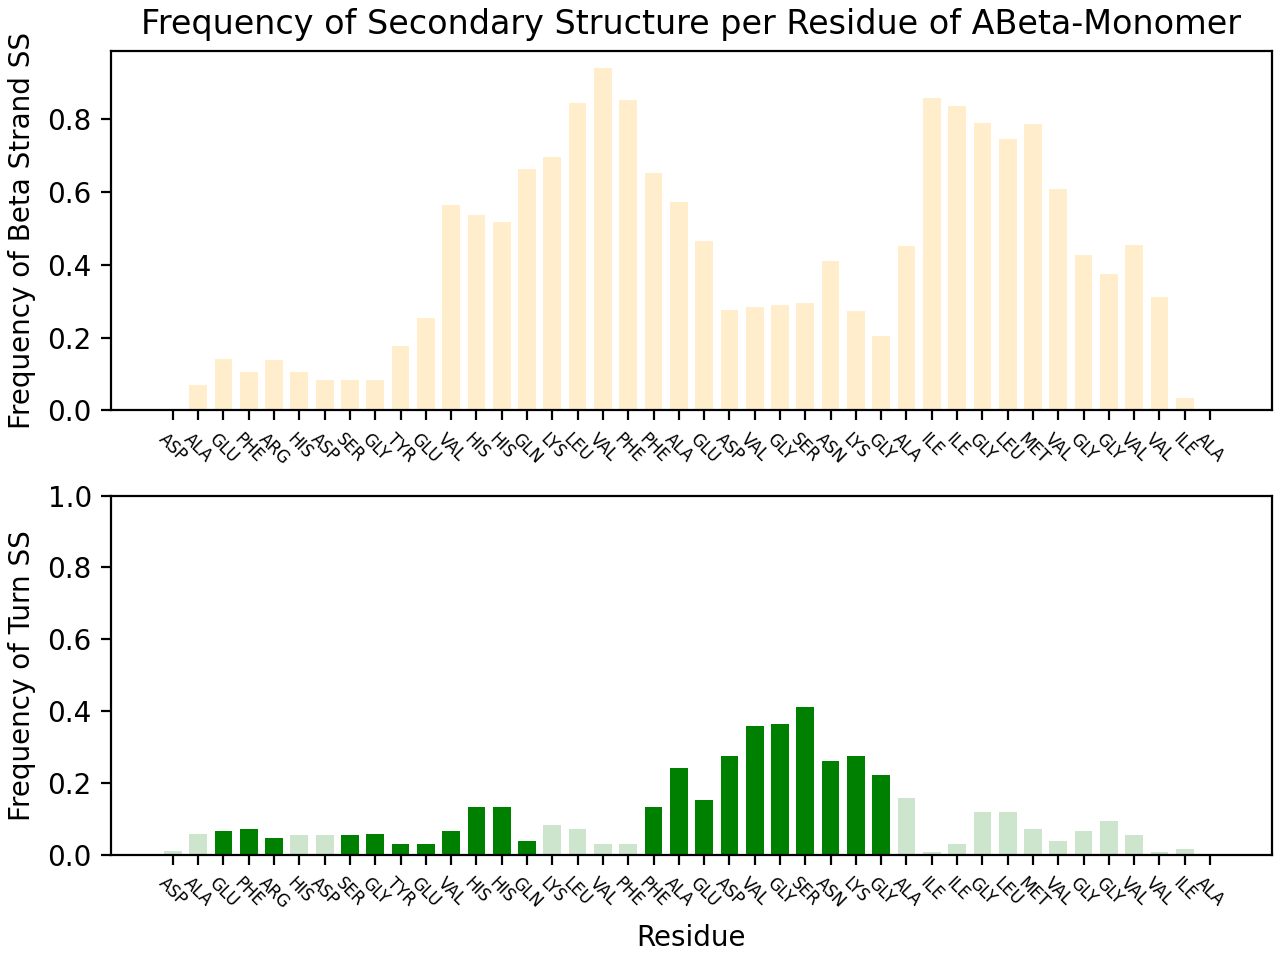 Frequency of Secondary Structure per Residue of ABeta-Monomer
Frequency of Beta Strand SS
0.8
0.6
0.4
0.2
0.0
ASP ALA GLU PHE ARG HIS ASP SER GLY TYR GLU VAL HIS HIS GLN LYS LEU VAL PHE PHE ALA GLU ASP VAL GLY SER ASN LYS GLY ALA ILE ILE GLY LEU MET VAL GLY GLY VAL VAL ILE ALA
Frequency of Turn SS
1.0
0.8
0.6
0.4
0.2
0.0
ASP ALA GLU PHE ARG HIS ASP SER GLY TYR GLU VAL HIS HIS GLN LYS LEU VAL PHE PHE ALA GLU ASP VAL GLY SER ASN LYS GLY ALA ILE ILE GLY LEU MET VAL GLY GLY VAL VAL ILE ALA
Residue